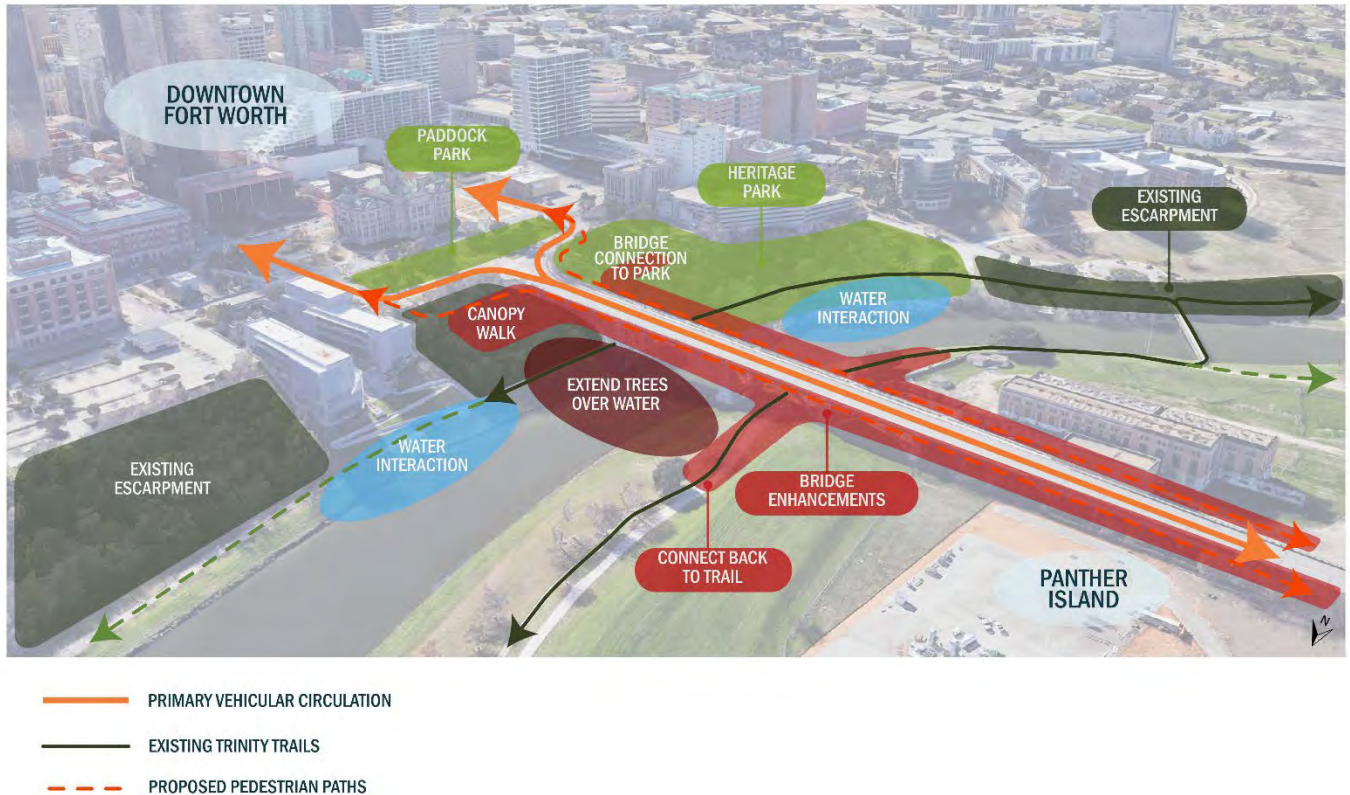 DOWNTOWN
FORT WORTH
PADDOCK
PARK
HERITAGE
PARK
EXISTING
ESCARPMENT
BRIDGE
CONNECTION
TO PARK
WATER
INTERACTION
CANOPY
WALK
EXTEND TREES
OVER WATER
WATER
INTERACTION
EXISTING
ESCARPMENT
BRIDGE
ENHANCEMENTS
CONNECT BACK
TO TRAIL
PANTHER
ISLAND
N
PRIMARY VEHICULAR CIRCULATION
EXISTING TRINITY TRAILS
PROPOSED PEDESTRIAN PATHS